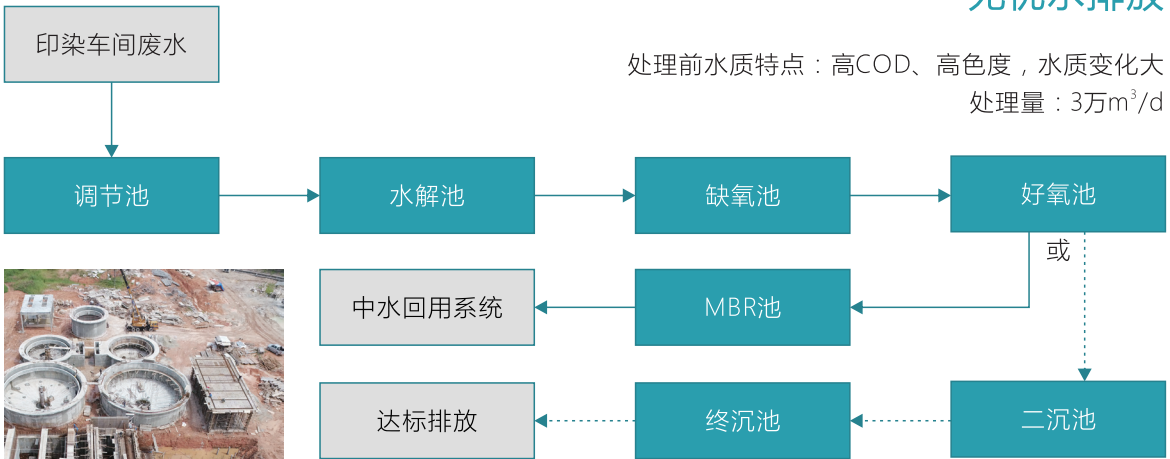 印染车间废水
处理前水质特点：高COD、高色度，水质变化大
处理量：3万m³/d
调节池
水解池
缺氧池
好氧池
或
中水回用系统
MBR池
达标排放
终沉池
二沉池